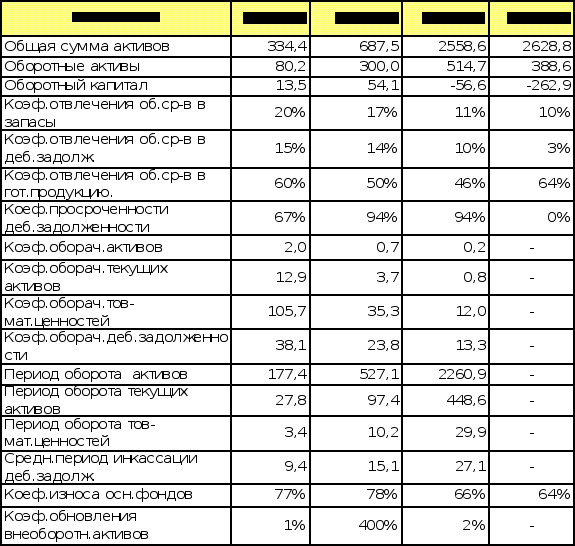 Общая сумма активов 334,4 687,5 2558,6 2628,8
Оборотные активы 80,2 300,0 514,7 388,6
Оборотный капитал 13,5 54,1 -56,6 -262,9
Коэф.отвлечения об.ср-в в
запасы 20% 17% 11% 10%
Коэф.отвлечения об.ср-в в
деб.задолж. 15% 14% 10% 3%
Коэф.отвлечения об.ср-в в
гот.продукцию. 60% 50% 46% 64%
Коеф.просроченности
деб.задолженности 67% 94% 94% 0%
Коэф.оборач.активов 2,0 0,7 0,2 -
Коэф.оборач.текущих
активов 12,9 3,7 0,8 -
Коэф.оборач.тов-
мат.ценностей 105,7 35,3 12,0 -
Коэф.оборач.деб.задолженно
сти 38,1 23,8 13,3 -
Период оборота активов 177,4 527,1 2260,9 -
Период оборота текущих
активов 27,8 97,4 448,6 -
Период оборота тов-
мат.ценностей 3,4 10,2 29,9 -
Средн.период инкассации
деб.задолж. 9,4 15,1 27,1 -
Коеф.износа осн.фондов 77% 78% 66% 64%
Коэф.обновления
внеоборотн.активов 1% 400% 2% -